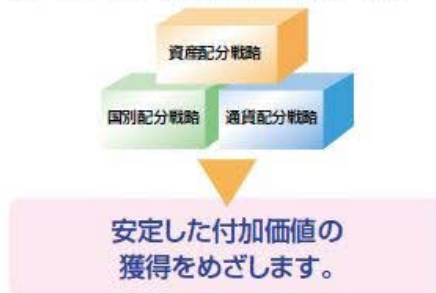 資産配分戦略
国別配分戦略
通貨配分戦略
安定した付加価値の
獲得をめざします。